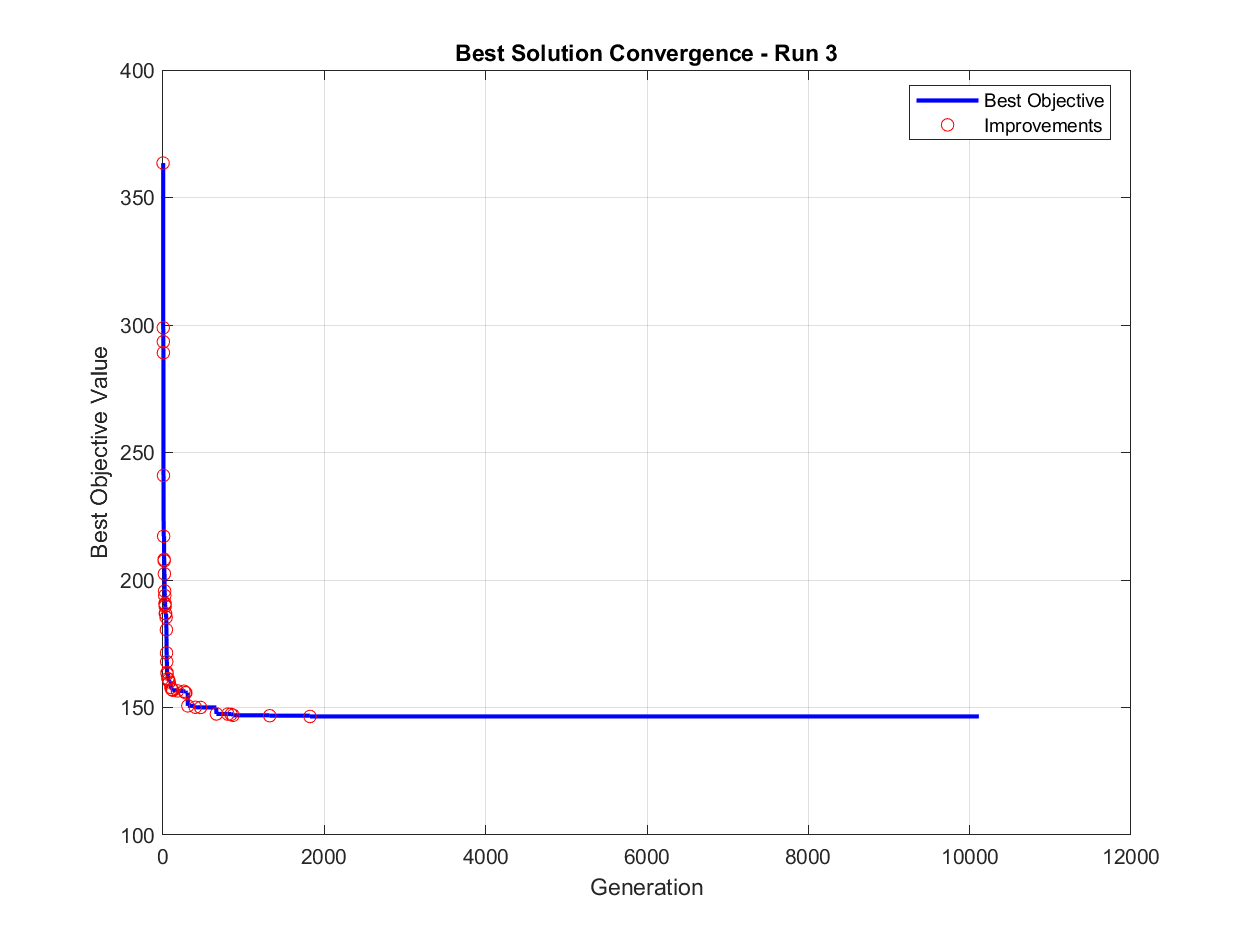 Best Solution Convergence - Run 3
Best Objective
Improvements
400
350
300
250
200
150
100
Best Objective Value
0 2000 4000 6000 8000 10000 12000
Generation